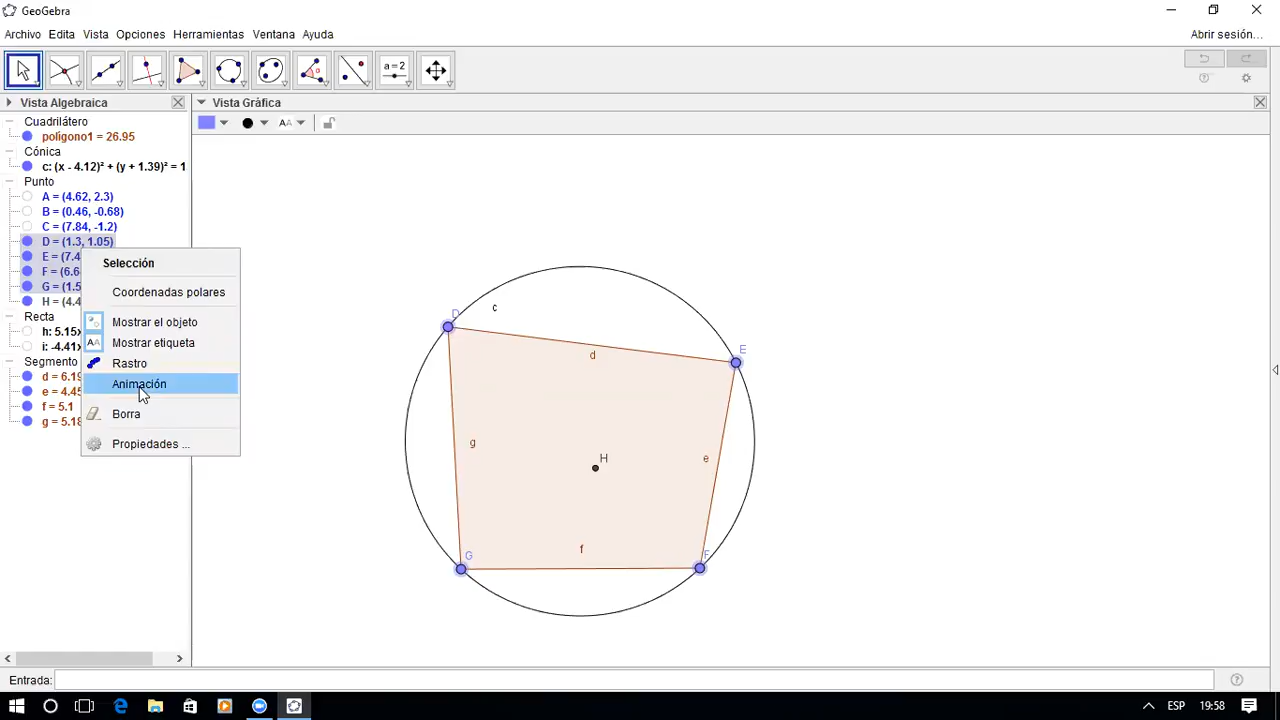 GeoGebra
Archivo Edita Vista Opciones Herramientas Ventana Ayuda
Abrir sesión...
a = 2
Vista Algebraica
Vista Gráfica
AA
Cuadrilátero
polígono1 = 26.95
Cónica
c: (x - 4.12)² + (y + 1.39)² = 1
Punto
A = (4.62, 2.3)
B = (0.46, -0.68)
C = (7.84, -1.2)
D = (1.3, 1.05)
E = (7.4
F = (6.6
G = (1.5
H = (4.4
Recta
h: 5.15x
i: -4.41x
Segmento
d = 6.19
e = 4.45
f = 5.1
g = 5.18
Selección
Coordenadas polares
Mostrar el objeto
AA Mostrar etiqueta
Rastro
Animación
Borra
Propiedades ...
c
D
d
E
g
H
e
f
G
F
Entrada:
ESP 19:58